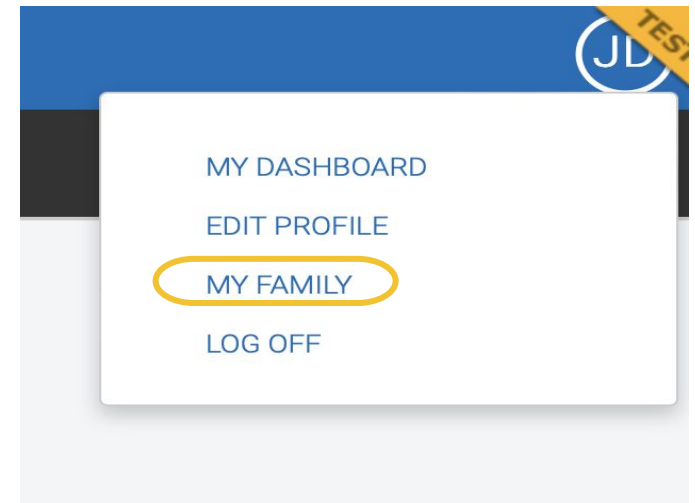 TEST
JD
MY DASHBOARD
EDIT PROFILE
MY FAMILY
LOG OFF